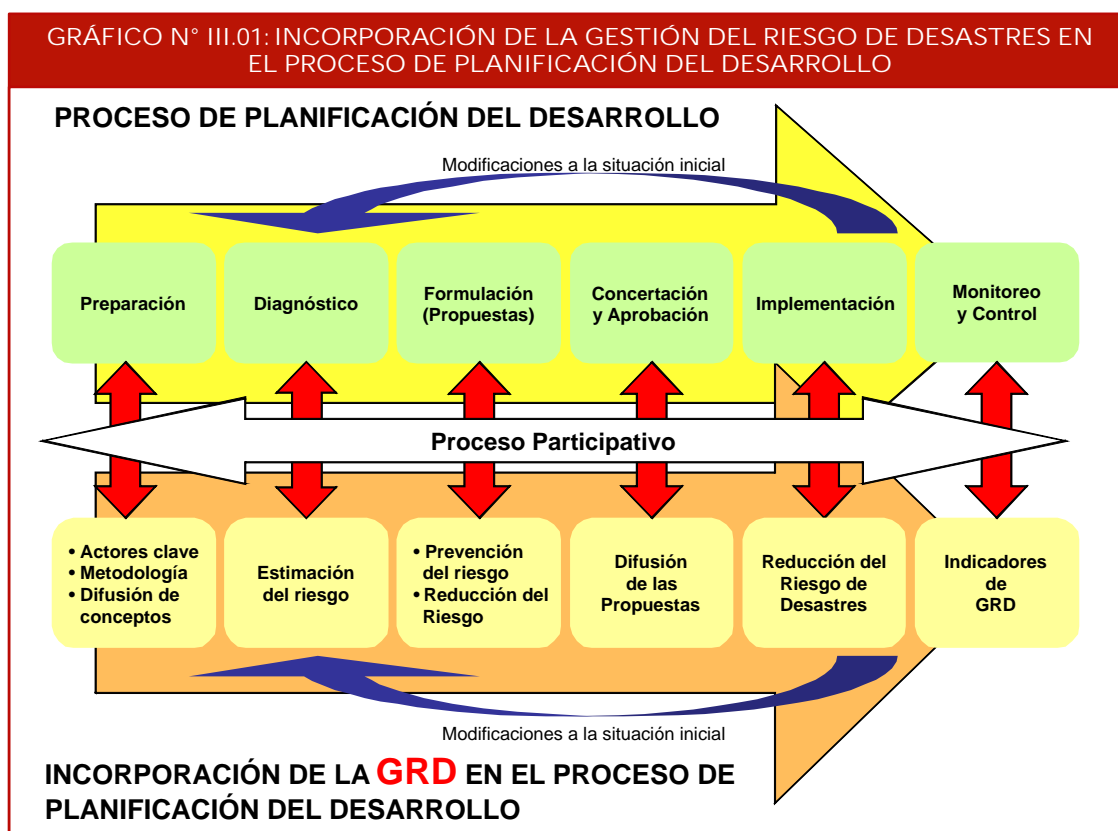 GRÁFICO N° III.01: INCORPORACIÓN DE LA GESTIÓN DEL RIESGO DE DESASTRES EN
EL PROCESO DE PLANIFICACIÓN DEL DESARROLLO
PROCESO DE PLANIFICACIÓN DEL DESARROLLO
Modificaciones a la situación inicial
Preparación
Diagnóstico
Formulación
(Propuestas)
Concertación
y Aprobación
Implementación
Monitoreo
y Control
Proceso Participativo
• Actores clave
• Metodología
• Difusión de
conceptos
Estimación
del riesgo
• Prevención
del riesgo
• Reducción del
Riesgo
Difusión
de las
Propuestas
Reducción del
Riesgo de
Desastres
Indicadores
de
GRD
Modificaciones a la situación inicial
INCORPORACIÓN DE LA GRD EN EL PROCESO DE
PLANIFICACIÓN DEL DESARROLLO